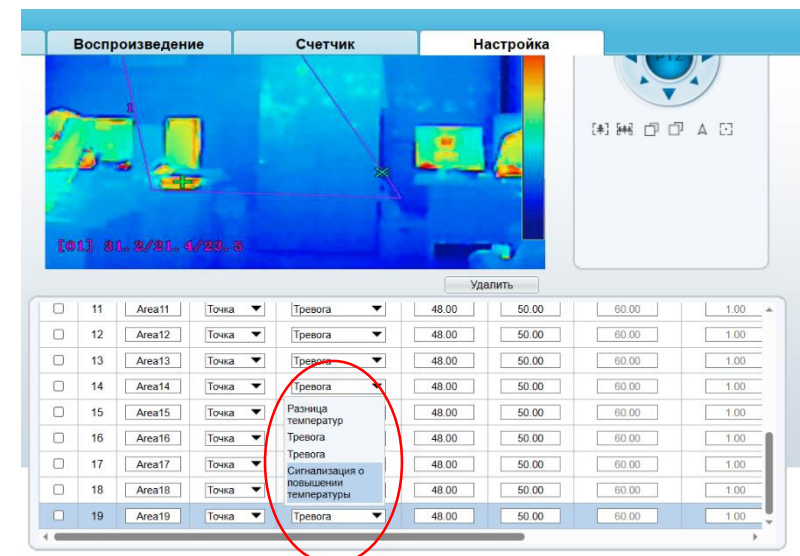 Воспроизведение Счетчик Настройка
PTZ
1
[01] 31.2/21.4/23.5
Удалить
11 Area11 Точка Тревога 48.00 50.00 60.00 1.00
12 Area12 Точка Тревога 48.00 50.00 60.00 1.00
13 Area13 Точка Тревога 48.00 50.00 60.00 1.00
14 Area14 Точка Тревога 48.00 50.00 60.00 1.00
15 Area15 Точка 48.00 50.00 60.00 1.00
16 Area16 Точка 48.00 50.00 60.00 1.00
17 Area17 Точка 48.00 50.00 60.00 1.00
18 Area18 Точка 48.00 50.00 60.00 1.00
Разница
температур
Тревога
Тревога
Сигнализация о
повышении
температуры
19 Area19 Точка Тревога 48.00 50.00 60.00 1.00